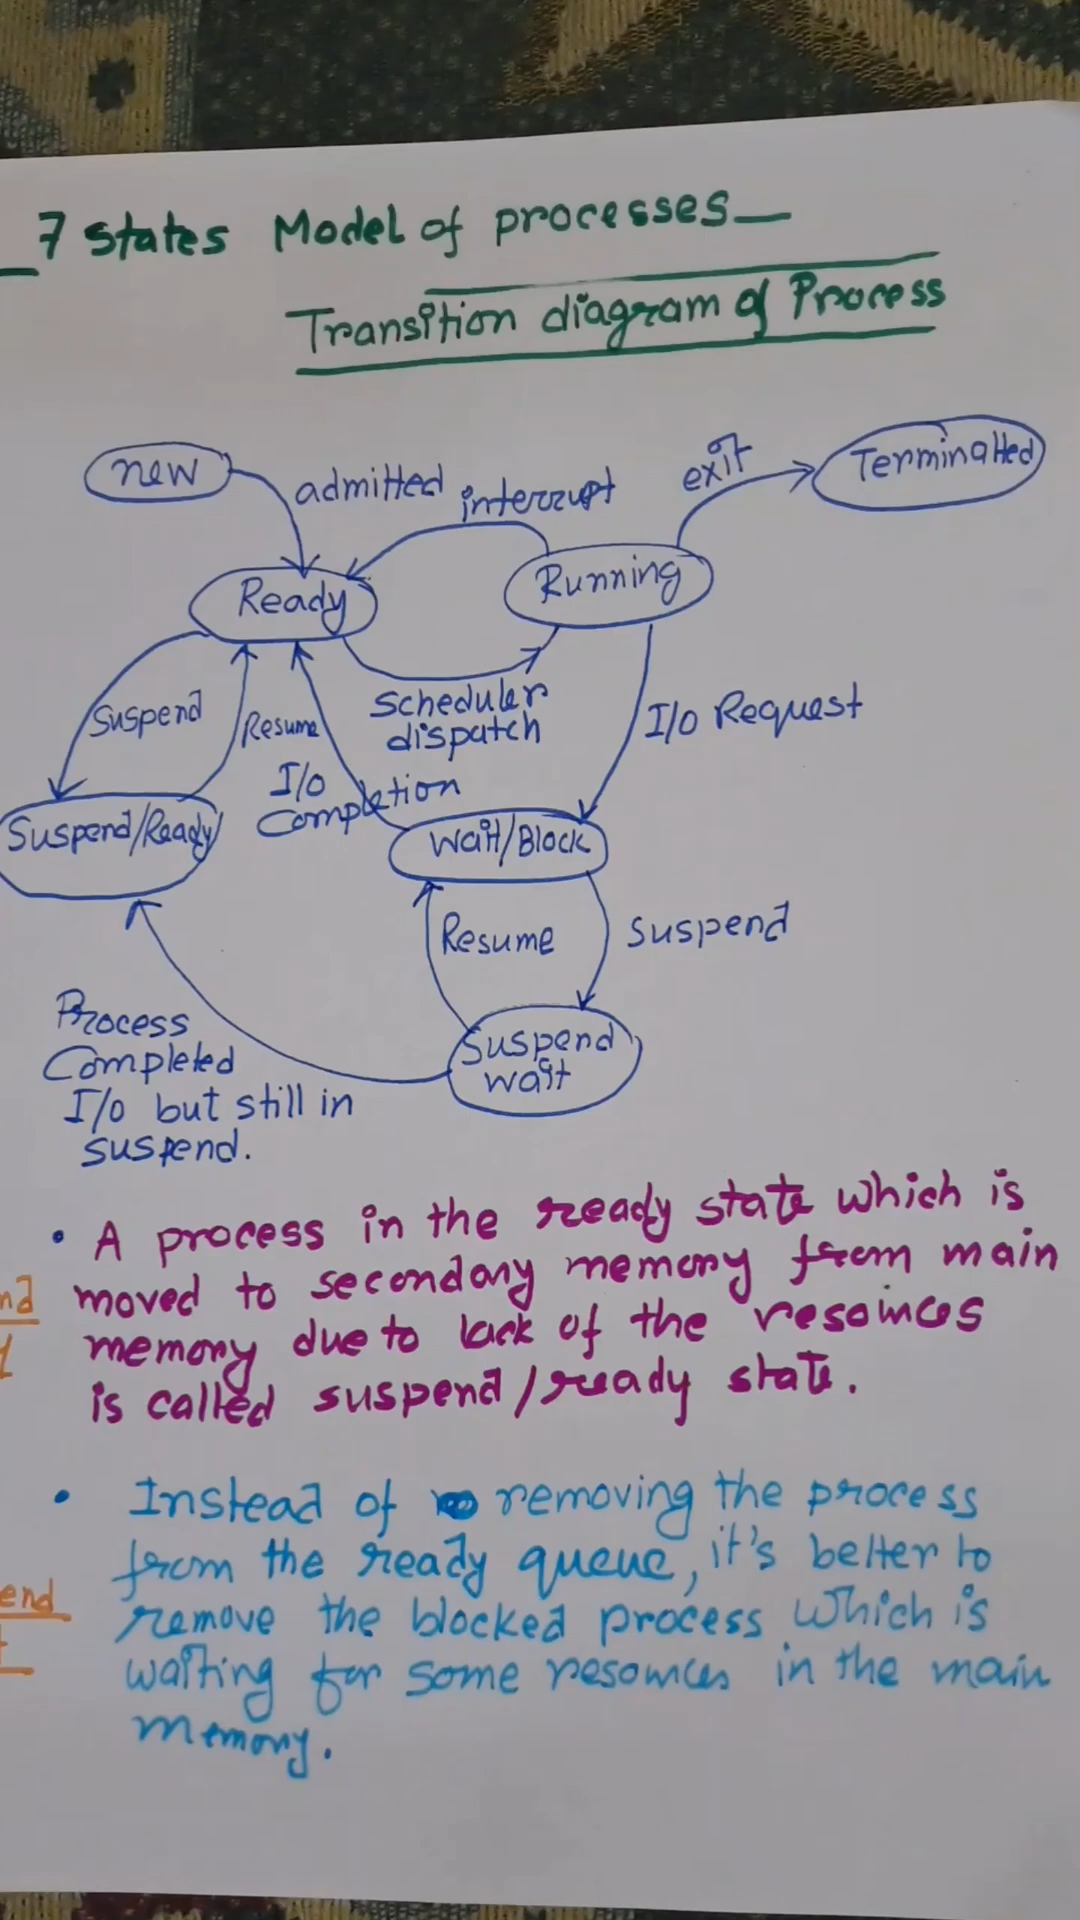 7 states Model of processes
Transition diagram of Process
new
admitted
interrupt
exit
Terminatted
Ready
Running
Suspend
Resume
Scheduler
dispatch
I/O Request
I/O
Completion
Suspend/Ready
Wait/Block
Resume
Suspend
Process
Completed
I/O but still in
suspend.
Suspend
wait
• A process in the ready state which is
moved to secondary memory from main
memory due to lack of the resources
is called suspend/ready state.
• Instead of removing the process
from the ready queue, it's better to
remove the blocked process which is
waiting for some resources in the main
memory.